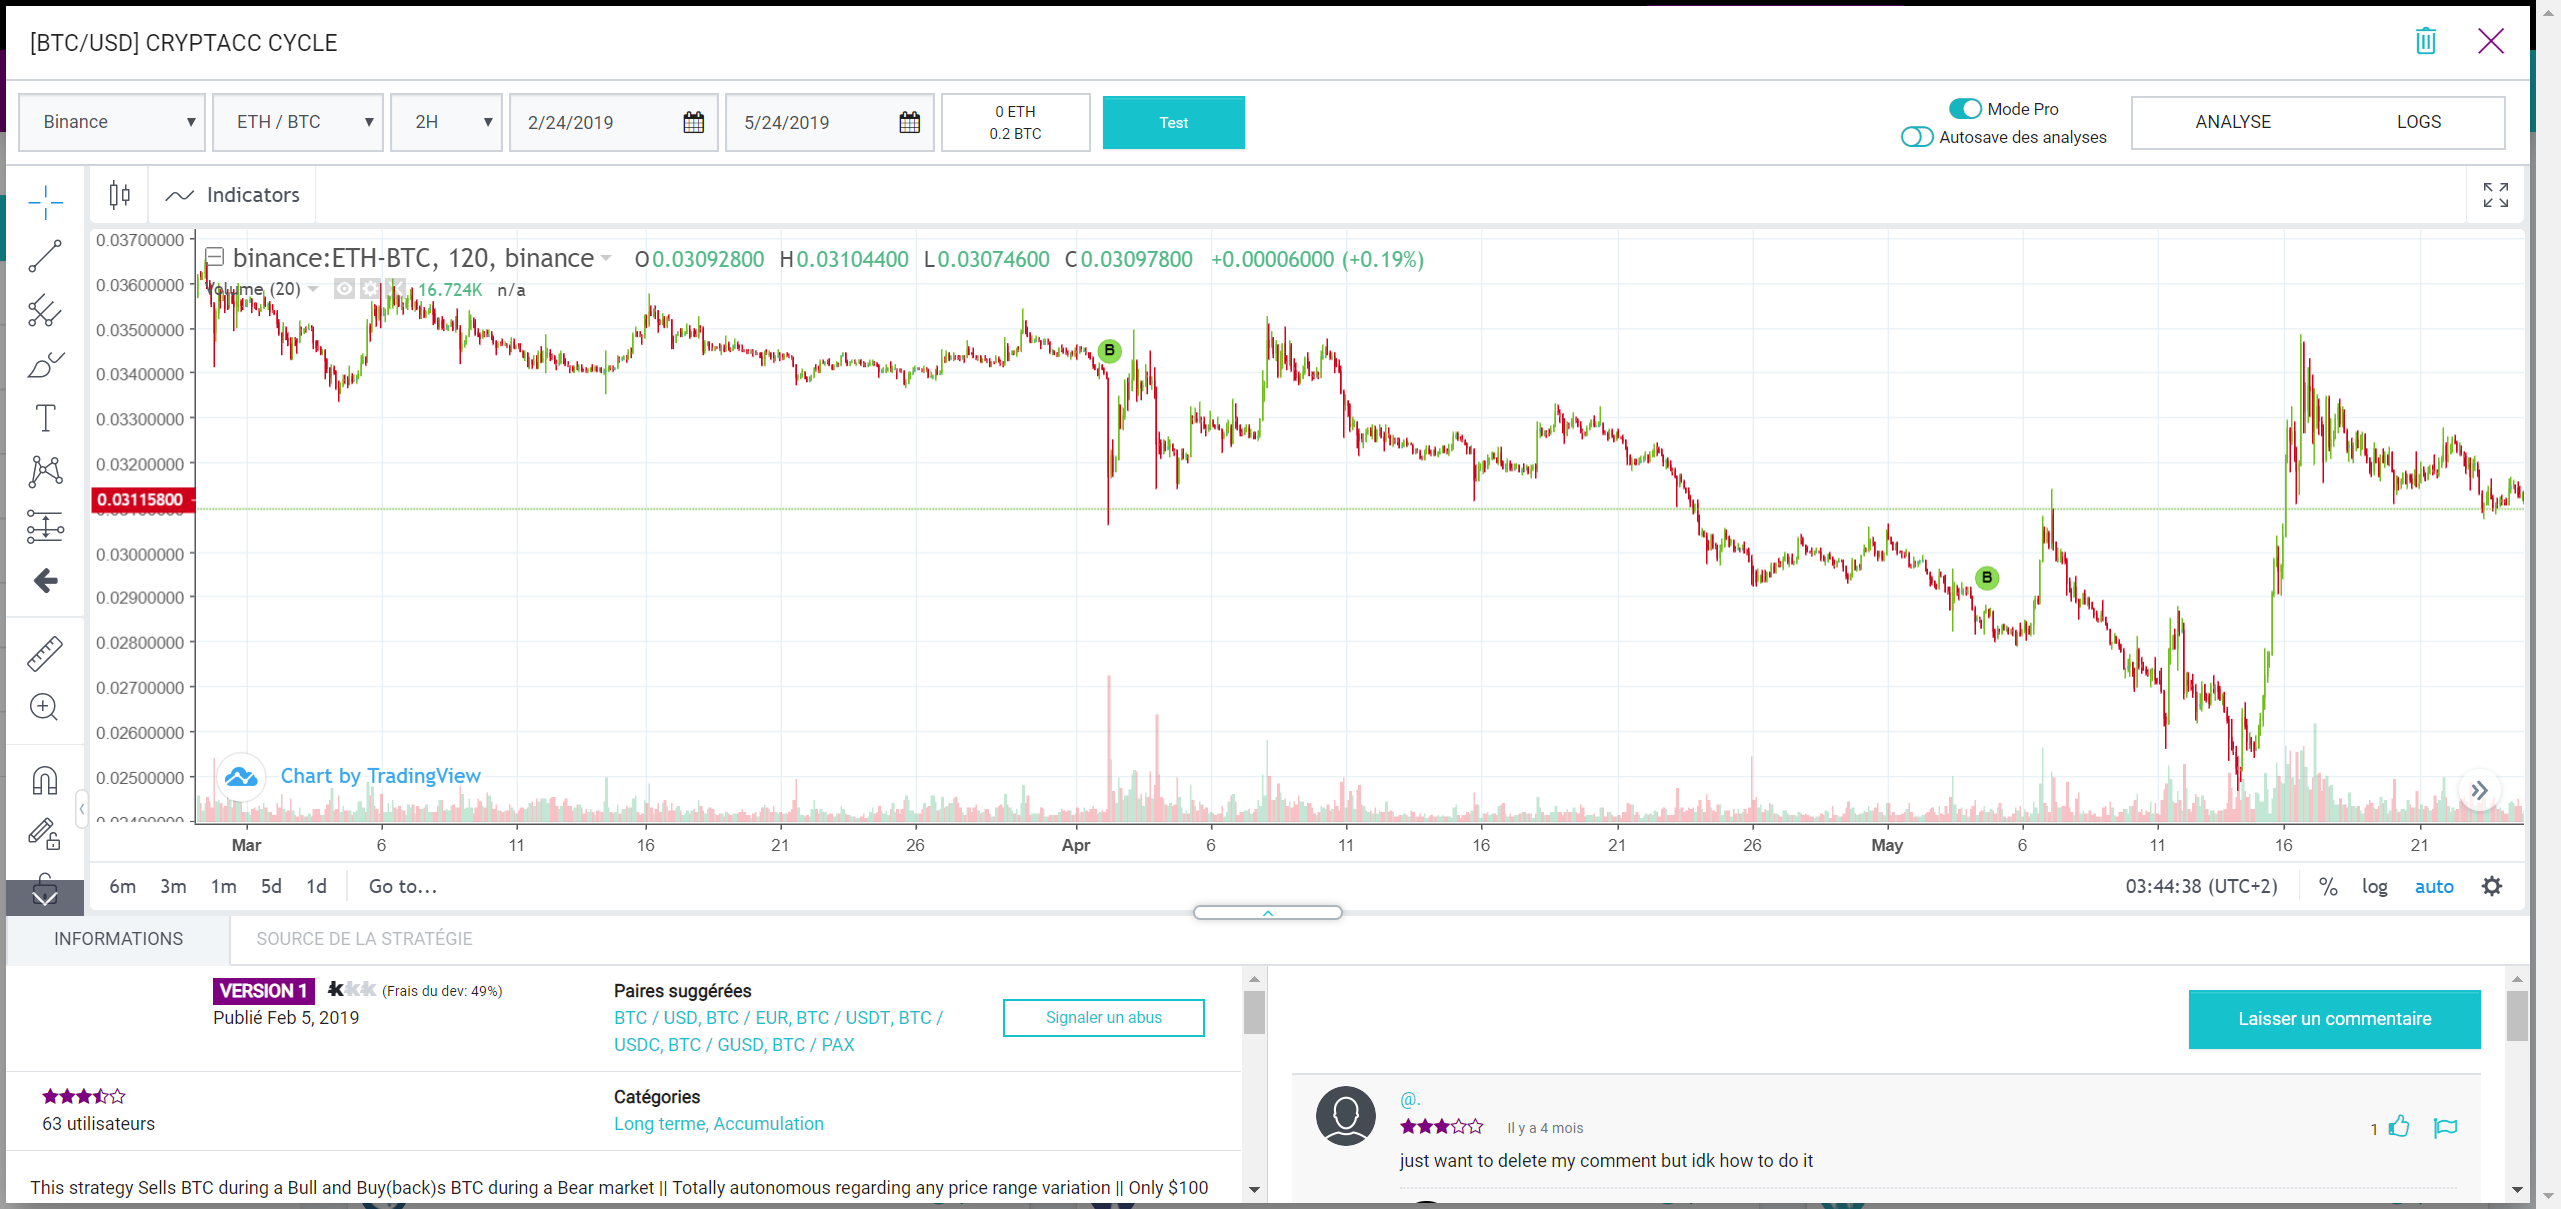 [BTC/USD] CRYPTACC CYCLE
Binance ETH / BTC 2H 2/24/2019 5/24/2019 0 ETH
0.2 BTC
Test
Mode Pro
Autosave des analyses
ANALYSE LOGS
Indicators
binance:ETH-BTC, 120, binance O0.03092800 H0.03104400 L0.03074600 C0.03097800 +0.00006000 (+0.19%)
Volume (20) 16.724K n/a
0.03700000
0.03600000
0.03500000
0.03400000
0.03300000
0.03200000
0.03115800
0.03000000
0.02900000
0.02800000
0.02700000
0.02600000
0.02500000
0.02400000
B
B
Chart by TradingView
Mar 6 11 16 21 26 Apr 6 11 16 21 26 May 6 11 16 21
6m 3m 1m 5d 1d Go to...
03:44:38 (UTC+2) % log auto
INFORMATIONS SOURCE DE LA STRATÉGIE
VERSION 1 kkk (Frais du dev: 49%)
Publié Feb 5, 2019
Paires suggérées
BTC / USD, BTC / EUR, BTC / USDT, BTC /
USDC, BTC / GUSD, BTC / PAX
Signaler un abus
63 utilisateurs
Catégories
Long terme, Accumulation
This strategy Sells BTC during a Bull and Buy(back)s BTC during a Bear market || Totally autonomous regarding any price range variation || Only $100
Laisser un commentaire
@.
Il y a 4 mois
1
just want to delete my comment but idk how to do it